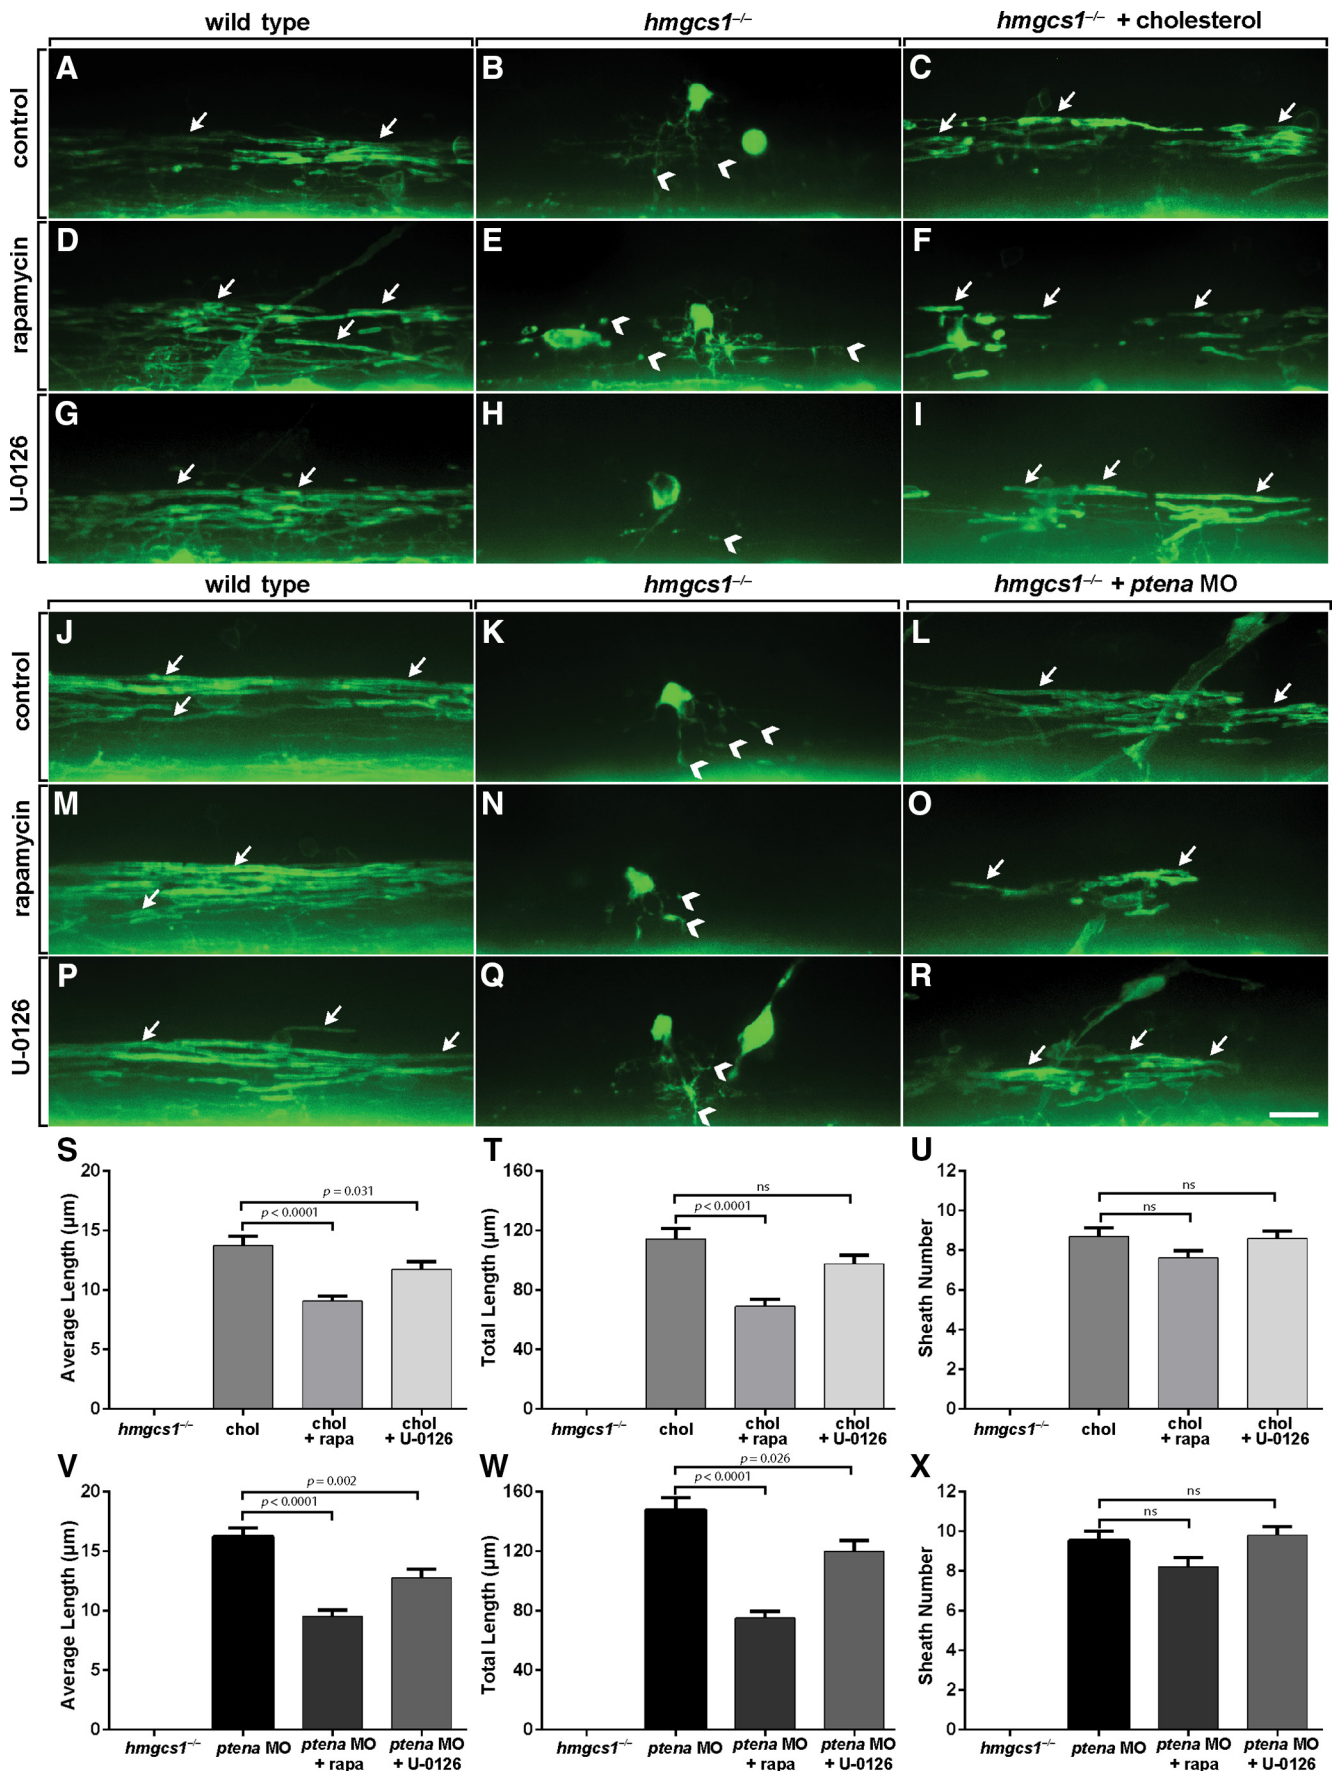 wild type
hmgcs1–/–
hmgcs1–/– + cholesterol
control
A
B
C
rapamycin
D
E
F
U-0126
G
H
I
wild type
hmgcs1–/–
hmgcs1–/– + ptena MO
control
J
K
L
rapamycin
M
N
O
U-0126
P
Q
R
S
Average Length (µm)
20
15
10
5
0
p = 0.031
p < 0.0001
hmgcs1–/–
chol
chol
+ rapa
chol
+ U-0126
T
Total Length (µm)
160
120
80
40
0
ns
p < 0.0001
hmgcs1–/–
chol
chol
+ rapa
chol
+ U-0126
U
Sheath Number
12
10
8
6
4
2
0
ns
ns
hmgcs1–/–
chol
chol
+ rapa
chol
+ U-0126
V
Average Length (µm)
20
15
10
5
0
p = 0.002
p < 0.0001
hmgcs1–/–
ptena MO
ptena MO
+ rapa
ptena MO
+ U-0126
W
Total Length (µm)
160
120
80
40
0
p = 0.026
p < 0.0001
hmgcs1–/–
ptena MO
ptena MO
+ rapa
ptena MO
+ U-0126
X
Sheath Number
12
10
8
6
4
2
0
ns
ns
hmgcs1–/–
ptena MO
ptena MO
+ rapa
ptena MO
+ U-0126